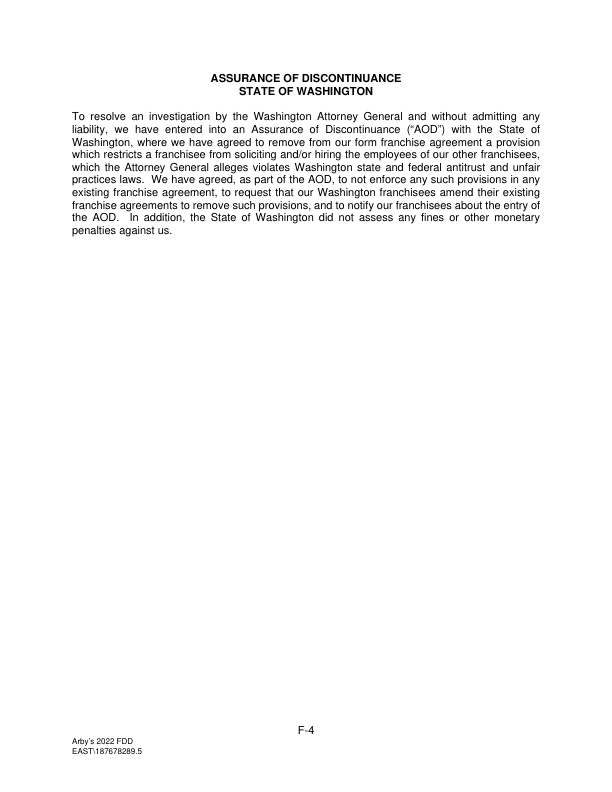 ASSURANCE OF DISCONTINUANCE
STATE OF WASHINGTON
To resolve an investigation by the Washington Attorney General and without admitting any
liability, we have entered into an Assurance of Discontinuance (“AOD”) with the State of
Washington, where we have agreed to remove from our form franchise agreement a provision
which restricts a franchisee from soliciting and/or hiring the employees of our other franchisees,
which the Attorney General alleges violates Washington state and federal antitrust and unfair
practices laws.  We have agreed, as part of the AOD, to not enforce any such provisions in any
existing franchise agreement, to request that our Washington franchisees amend their existing
franchise agreements to remove such provisions, and to notify our franchisees about the entry of
the AOD.  In addition, the State of Washington did not assess any fines or other monetary
penalties against us.
F-4
Arby’s 2022 FDD
EAST\187678289.5